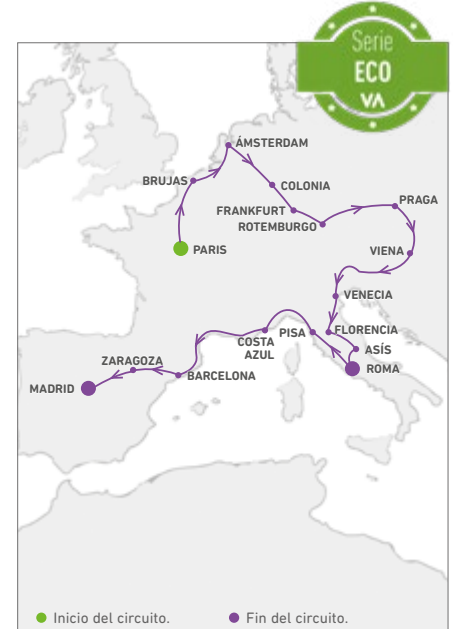 Serie
ECO
VA
ÁMSTERDAM
BRUJAS
COLONIA
FRANKFURT
PRAGA
ROTEMBURGO
PARIS
VIENA
VENECIA
COSTA
AZUL
PISA
FLORENCIA
ASÍS
ROMA
ZARAGOZA
BARCELONA
MADRID
Inicio del circuito.
Fin del circuito.